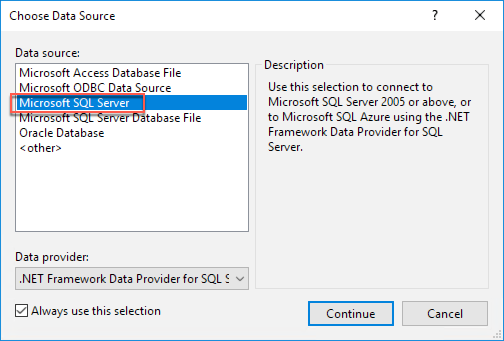 Choose Data Source
Data source:
Microsoft Access Database File
Microsoft ODBC Data Source
Microsoft SQL Server
Microsoft SQL Server Database File
Oracle Database
<other>
Description
Use this selection to connect to
Microsoft SQL Server 2005 or above, or
to Microsoft SQL Azure using the .NET
Framework Data Provider for SQL
Server.
Data provider:
.NET Framework Data Provider for SQL S
Always use this selection
Continue
Cancel